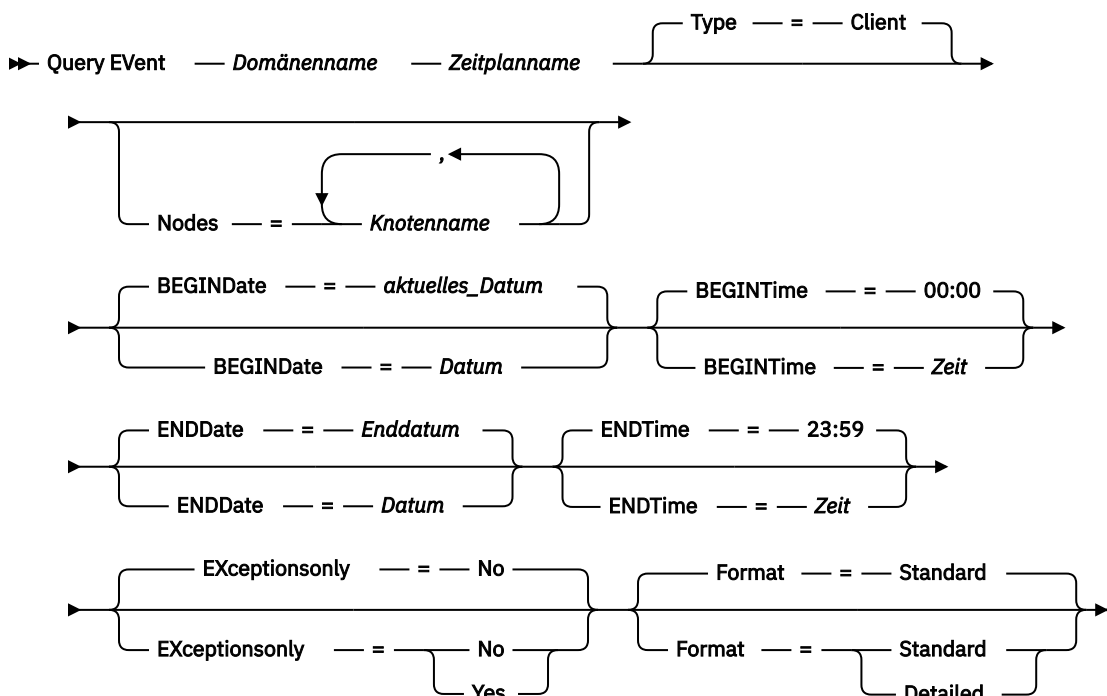 Type = Client
Query EVent Domänenname Zeitplanname
,
Nodes = Knotenname
BEGINDate = aktuelles_Datum
BEGINTime = 00:00
BEGINDate = Datum
BEGINTime = Zeit
ENDDate = Enddatum
ENDTime = 23:59
ENDDate = Datum
ENDTime = Zeit
EXceptionsonly = No
Format = Standard
EXceptionsonly = No
Format = Standard
Yes
Detailed